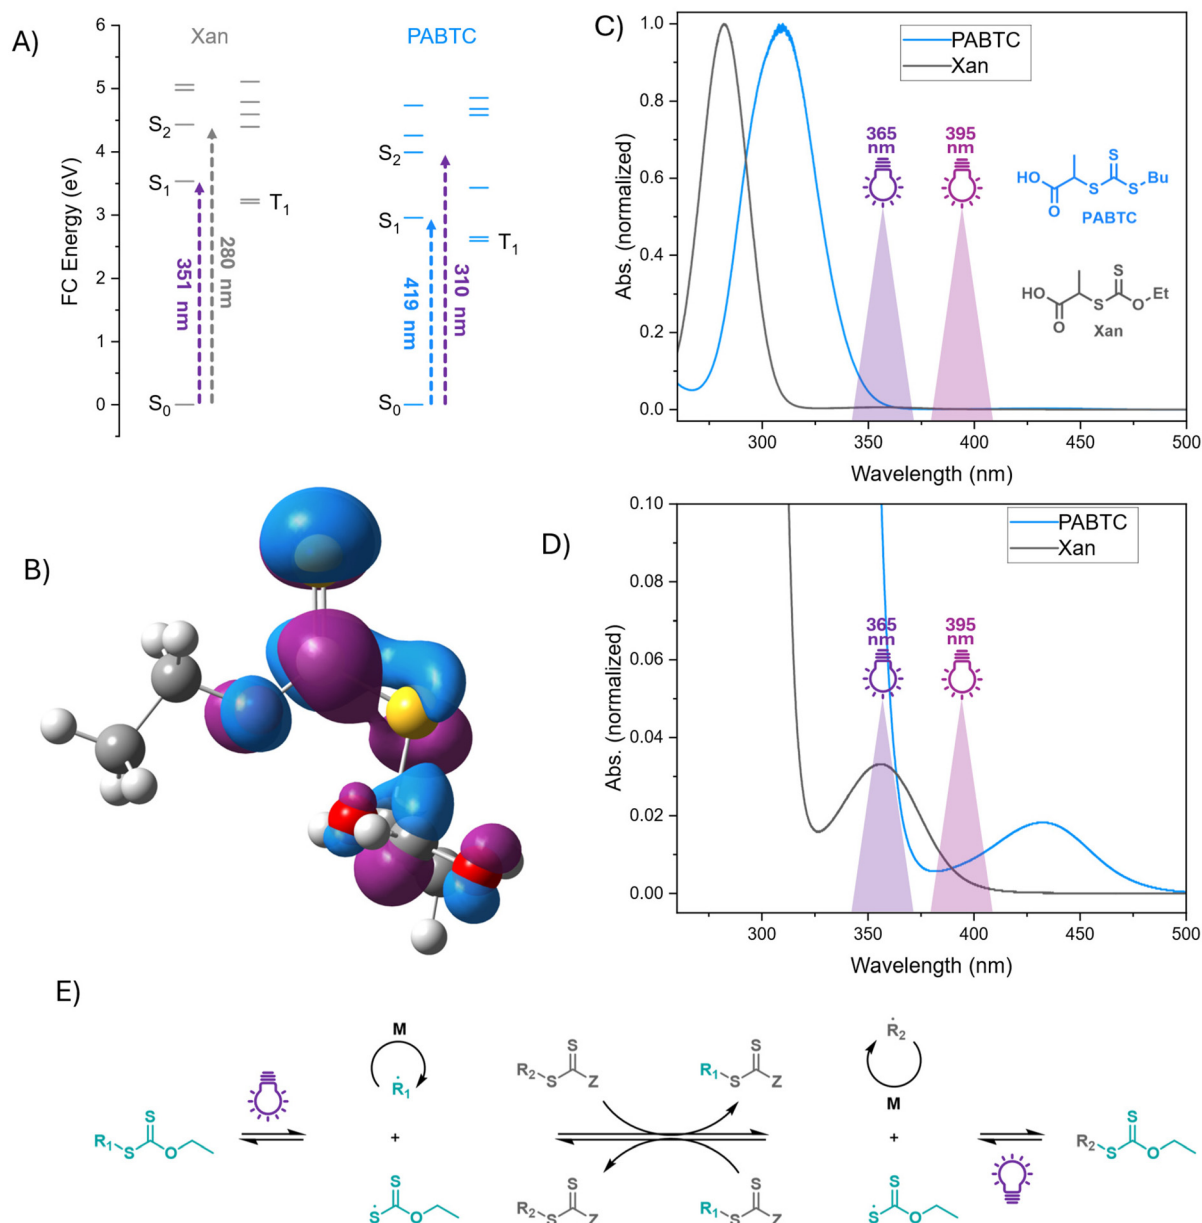 A)
Xan
PABTC
FC Energy (eV)
6
5
4
3
2
1
0
S2
S1
T1
S0
351 nm
280 nm
S2
S1
T1
S0
419 nm
310 nm
C)
PABTC
Xan
Abs. (normalized)
1.0
0.8
0.6
0.4
0.2
0.0
365
nm
395
nm
S
HO
S
S
Bu
O
PABTC
S
HO
S
O
Et
O
Xan
300
350
400
450
500
Wavelength (nm)
B)
D)
PABTC
Xan
Abs. (normalized)
0.10
0.08
0.06
0.04
0.02
0.00
365
nm
395
nm
300
350
400
450
500
Wavelength (nm)
E)
R1
S
S
O
M
Ṙ1
+
S
Ṡ
O
R2
S
S
Z
R1
S
S
Z
R2
S
S
Z
R1
S
S
Z
Ṙ2
M
+
S
Ṡ
O
R2
S
S
O